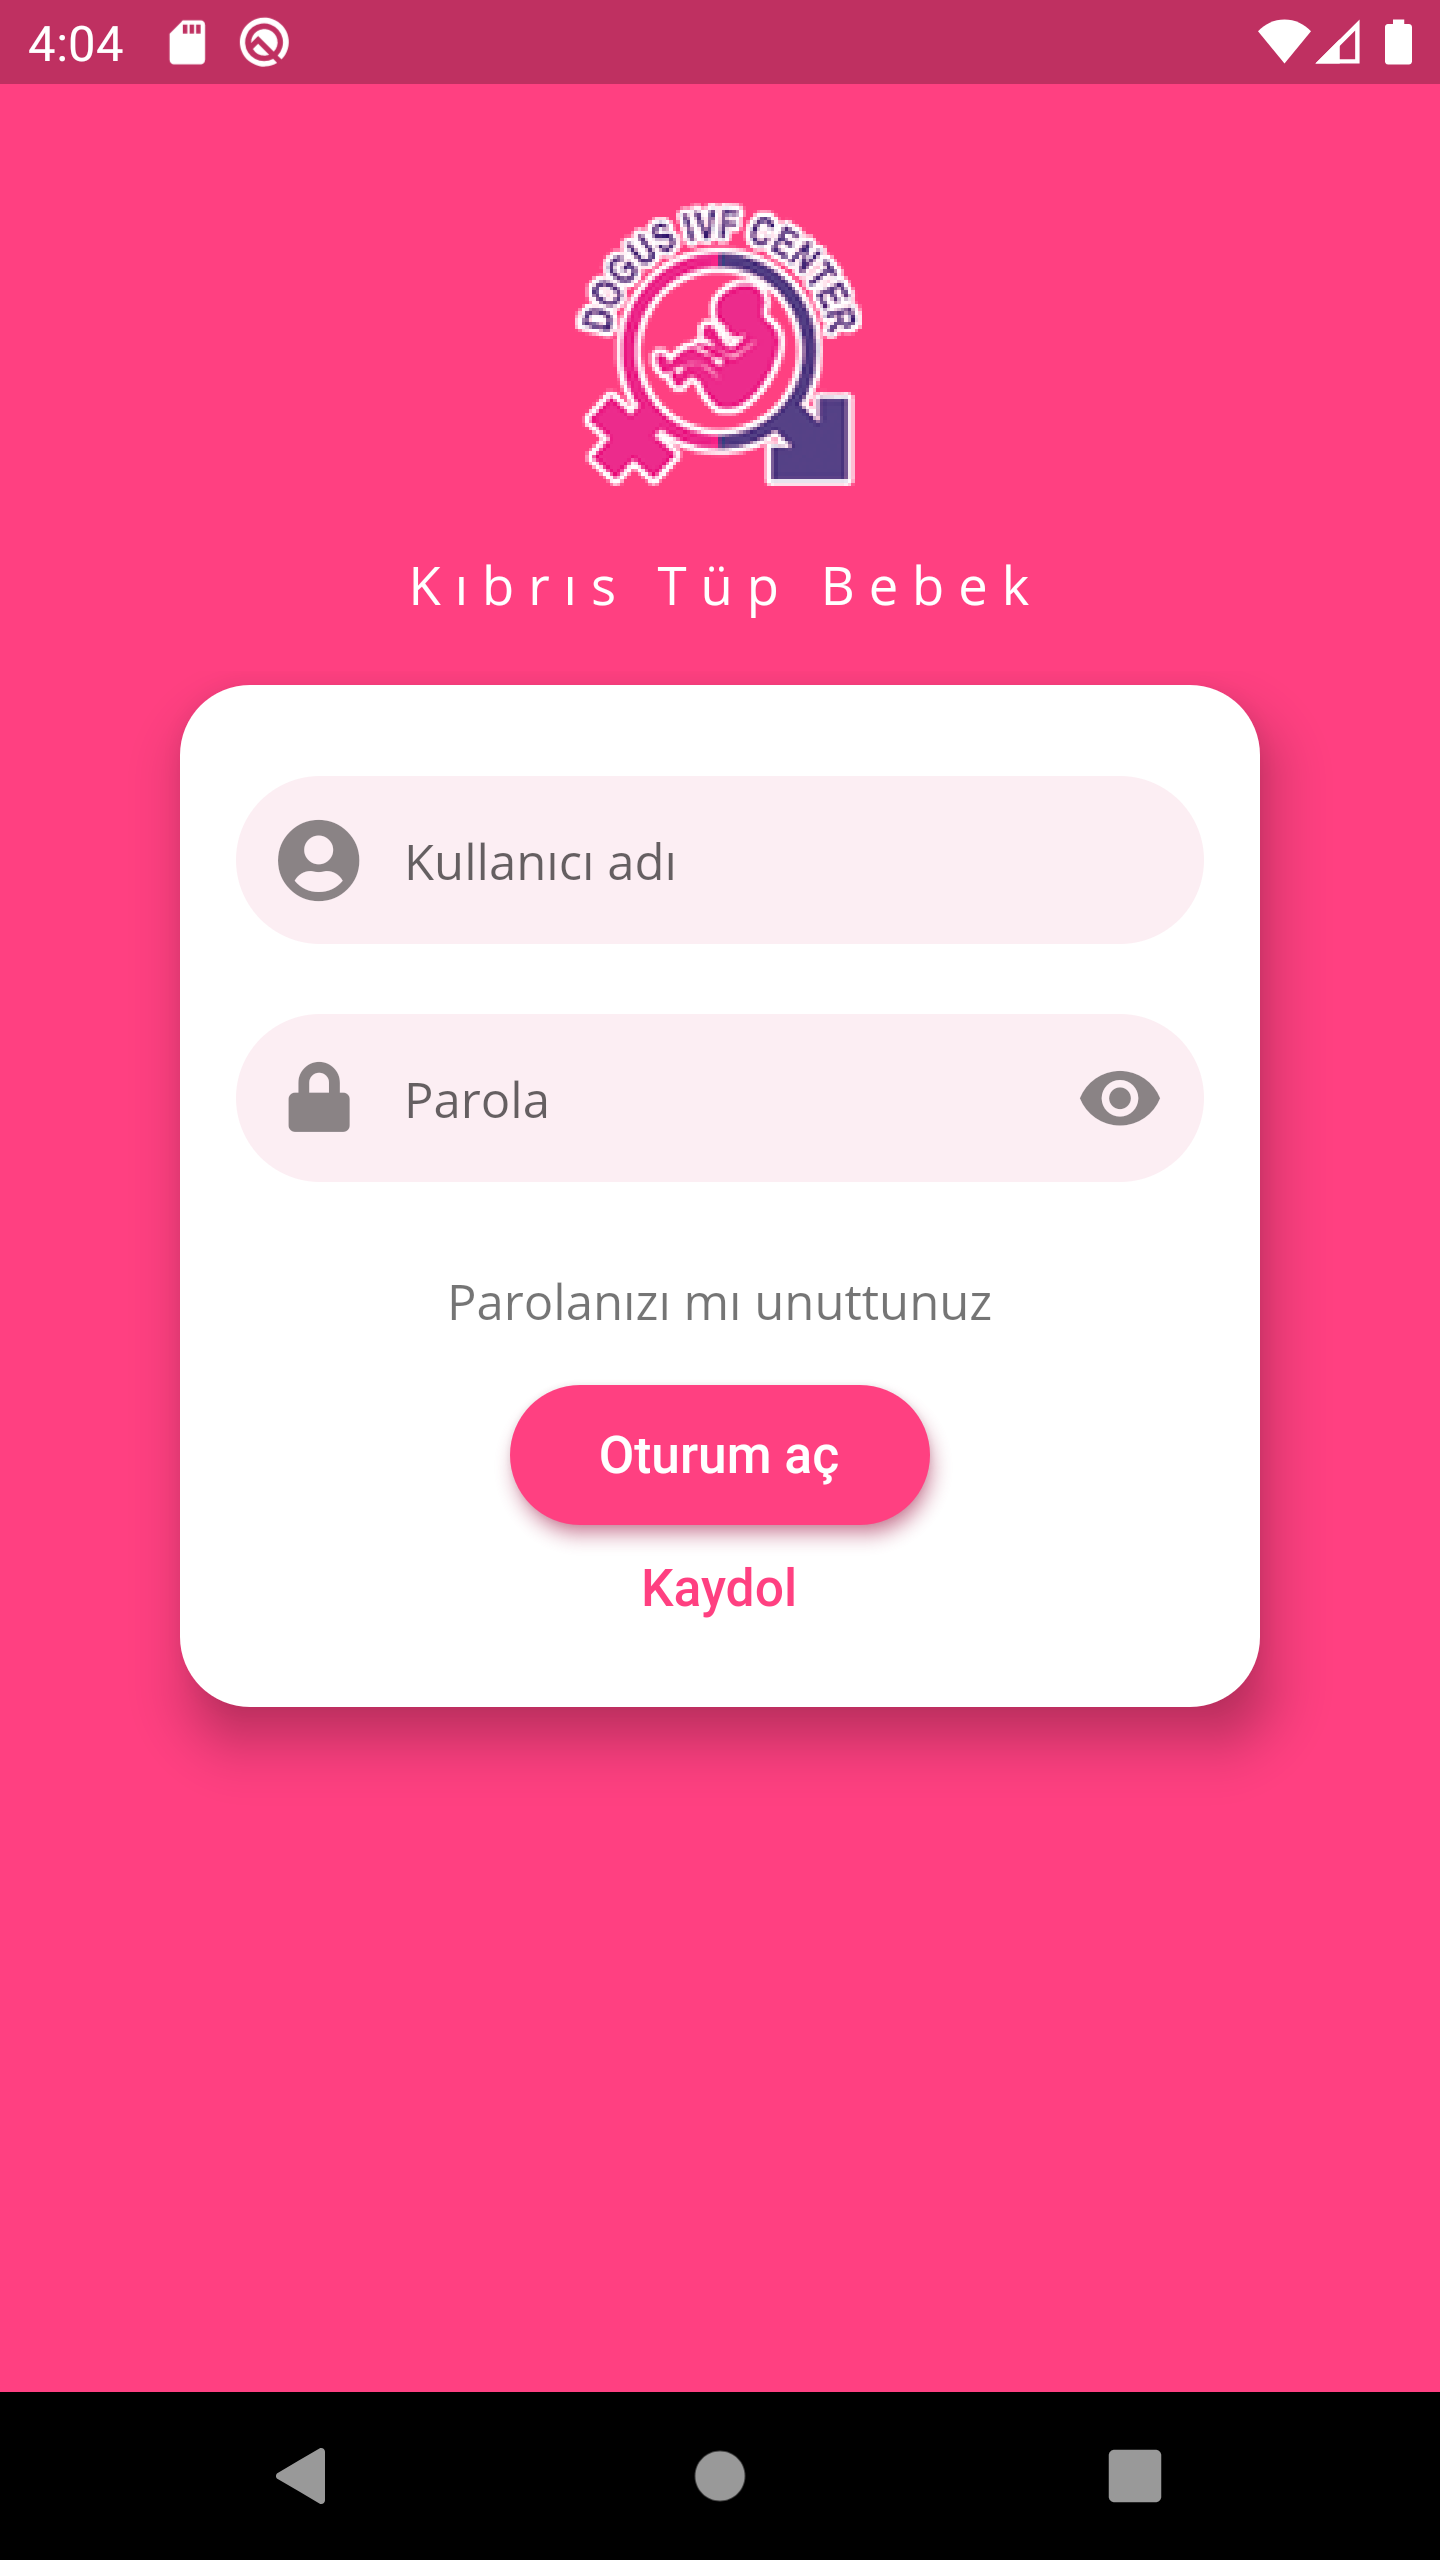 4:04
DOGUS IVF CENTER
Kıbrıs Tüp Bebek
Kullanıcı adı
Parola
Parolanızı mı unuttunuz
Oturum aç
Kaydol